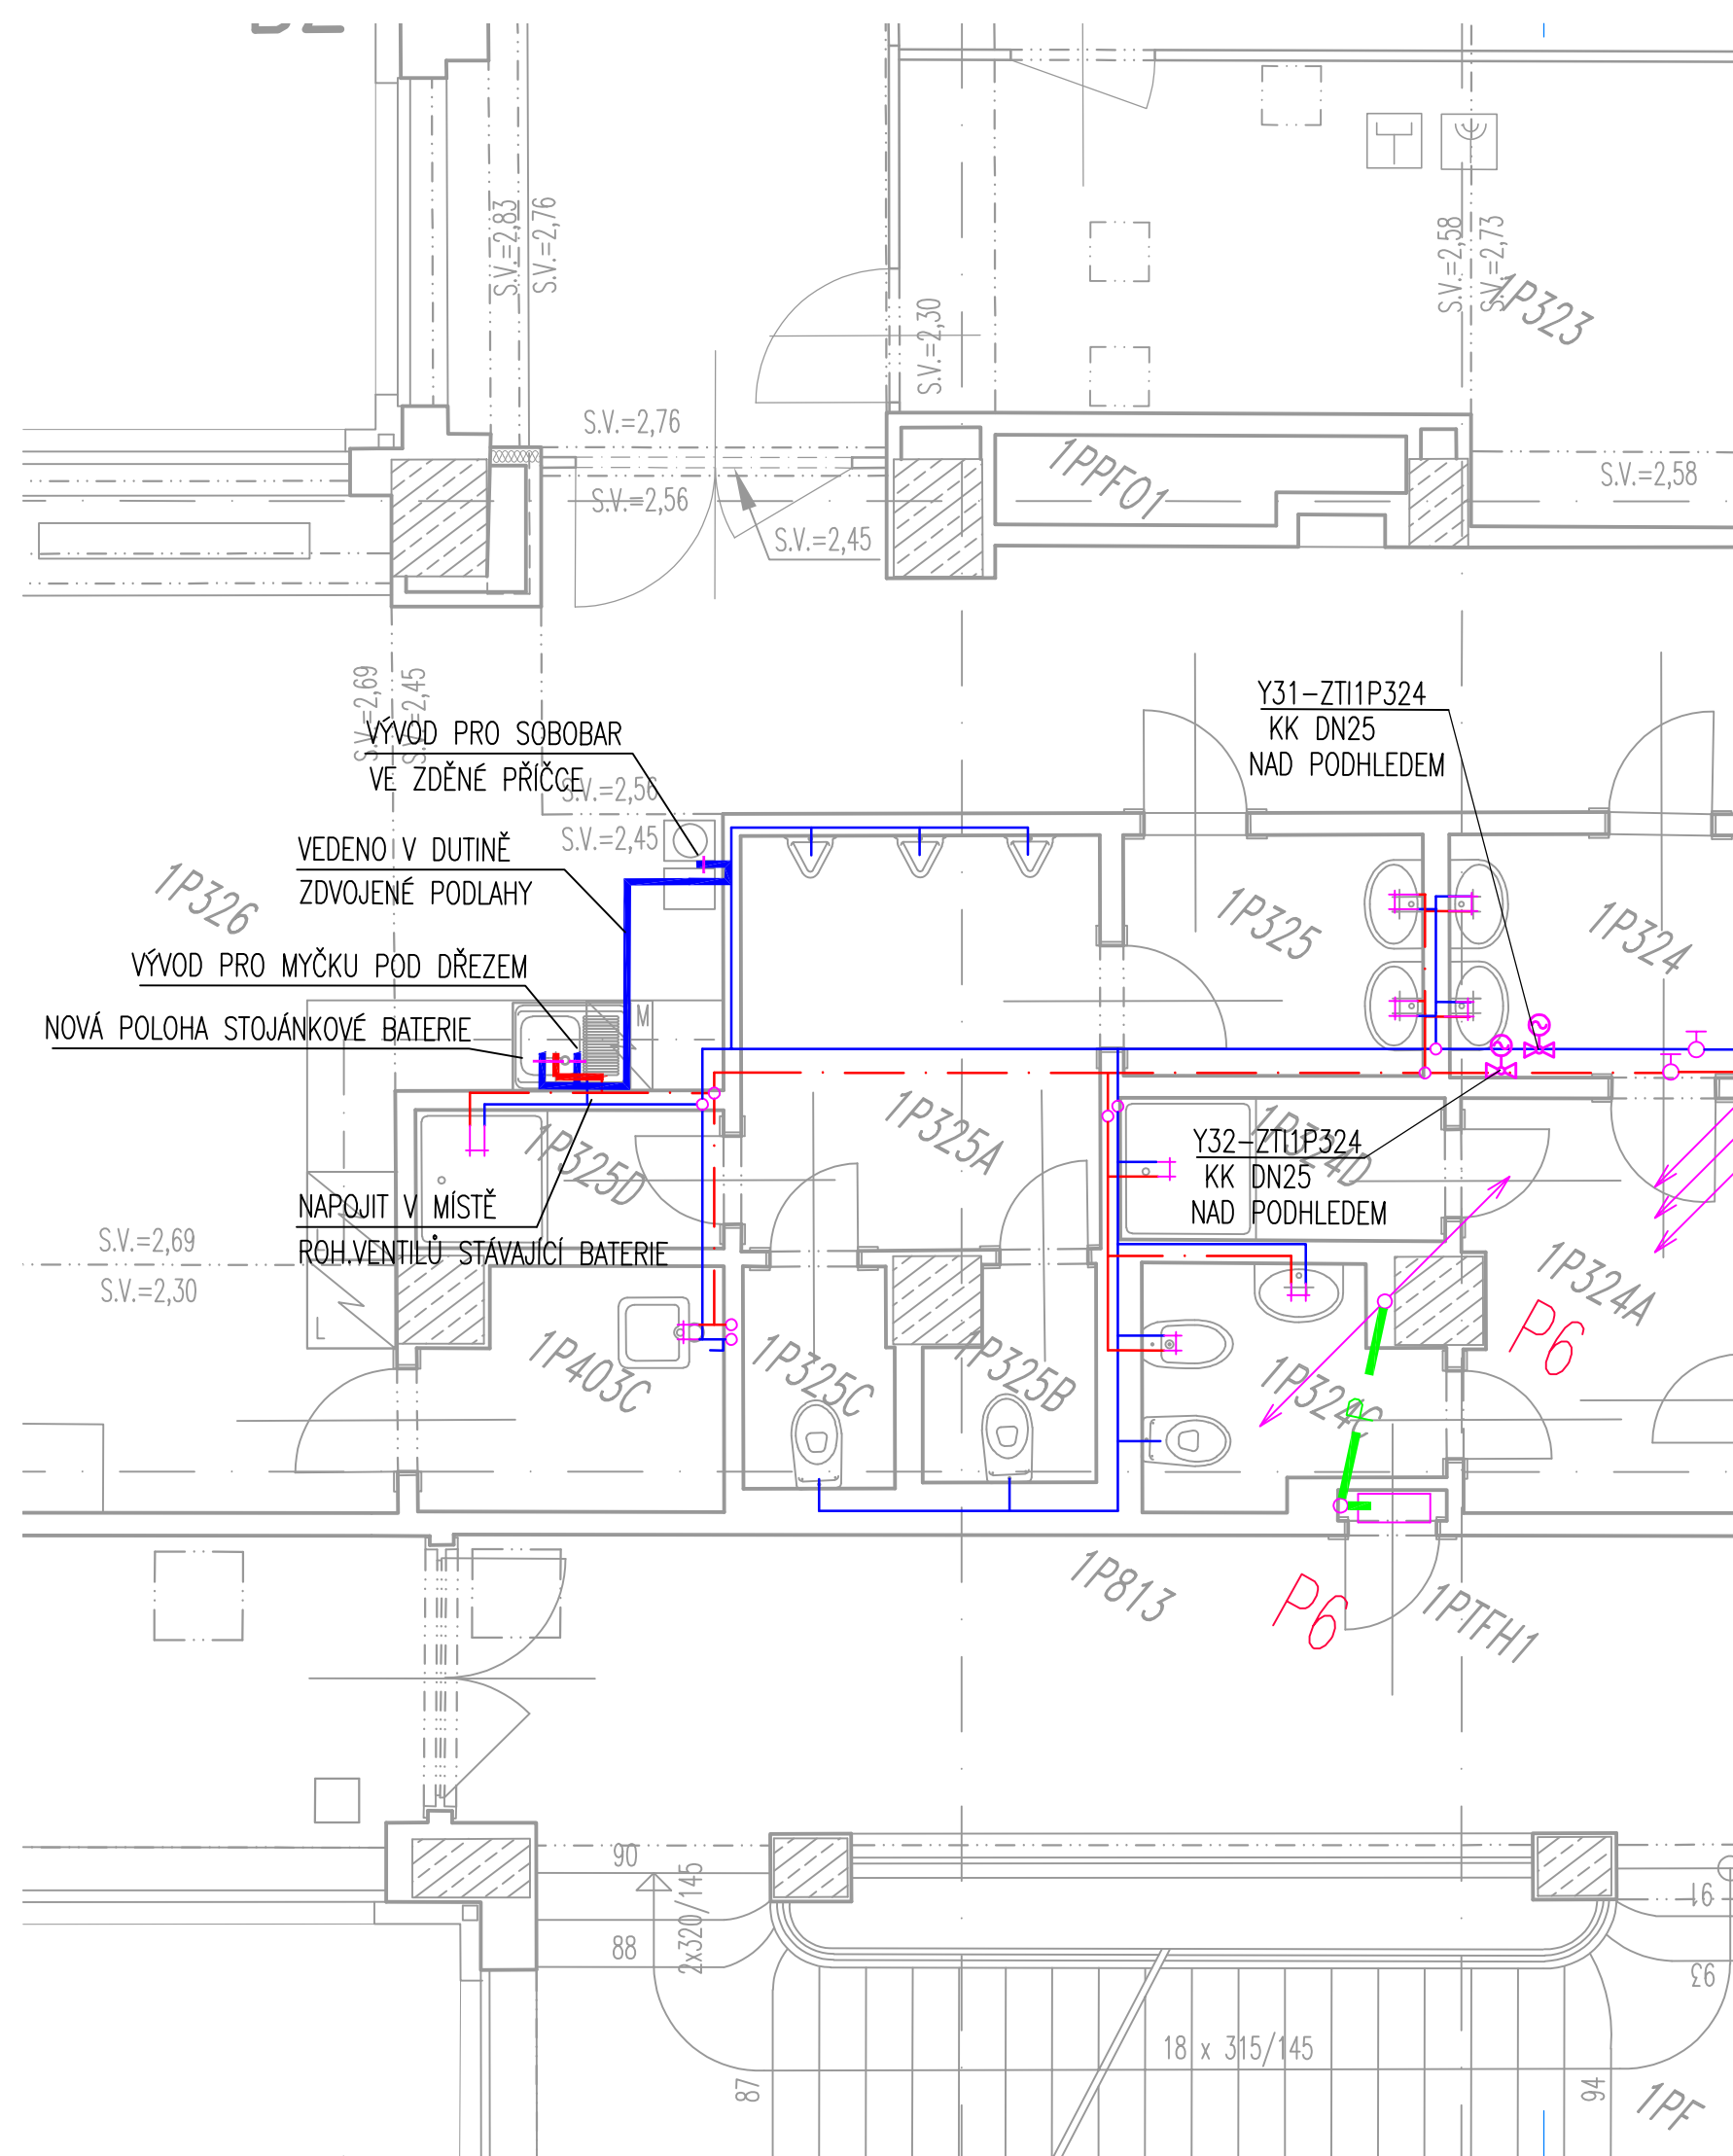 S.V.=2,83
S.V.=2,76
S.V.=2,58
S.V.=2,73
1P323
S.V.=2,30
S.V.=2,76
S.V.=2,56
S.V.=2,45
1PPF01
S.V.=2,58
S.V.=2,69
S.V.=2,45
VÝVOD PRO SOBOBAR
VE ZDĚNÉ PŘÍČCE
S.V.=2,56
S.V.=2,45
Y31-ZTI1P324
KK DN25
NAD PODHLEDEM
VEDENO V DUTINĚ
ZDVOJENÉ PODLAHY
1P326
1P325
1P324
VÝVOD PRO MYČKU POD DŘEZEM
NOVÁ POLOHA STOJÁNKOVÉ BATERIE
M
1P325D
1P325A
1P324D
Y32-ZTI1P324
KK DN25
NAD PODHLEDEM
NAPOJIT V MÍSTĚ
ROH.VENTILŮ STÁVAJÍCÍ BATERIE
S.V.=2,69
S.V.=2,30
1P324A
P6
1P403C
1P325C
1P325B
1P324C
1P813
P6
1PTFH1
90
88
2x320/145
91
93
18 x 315/145
87
94
1PF